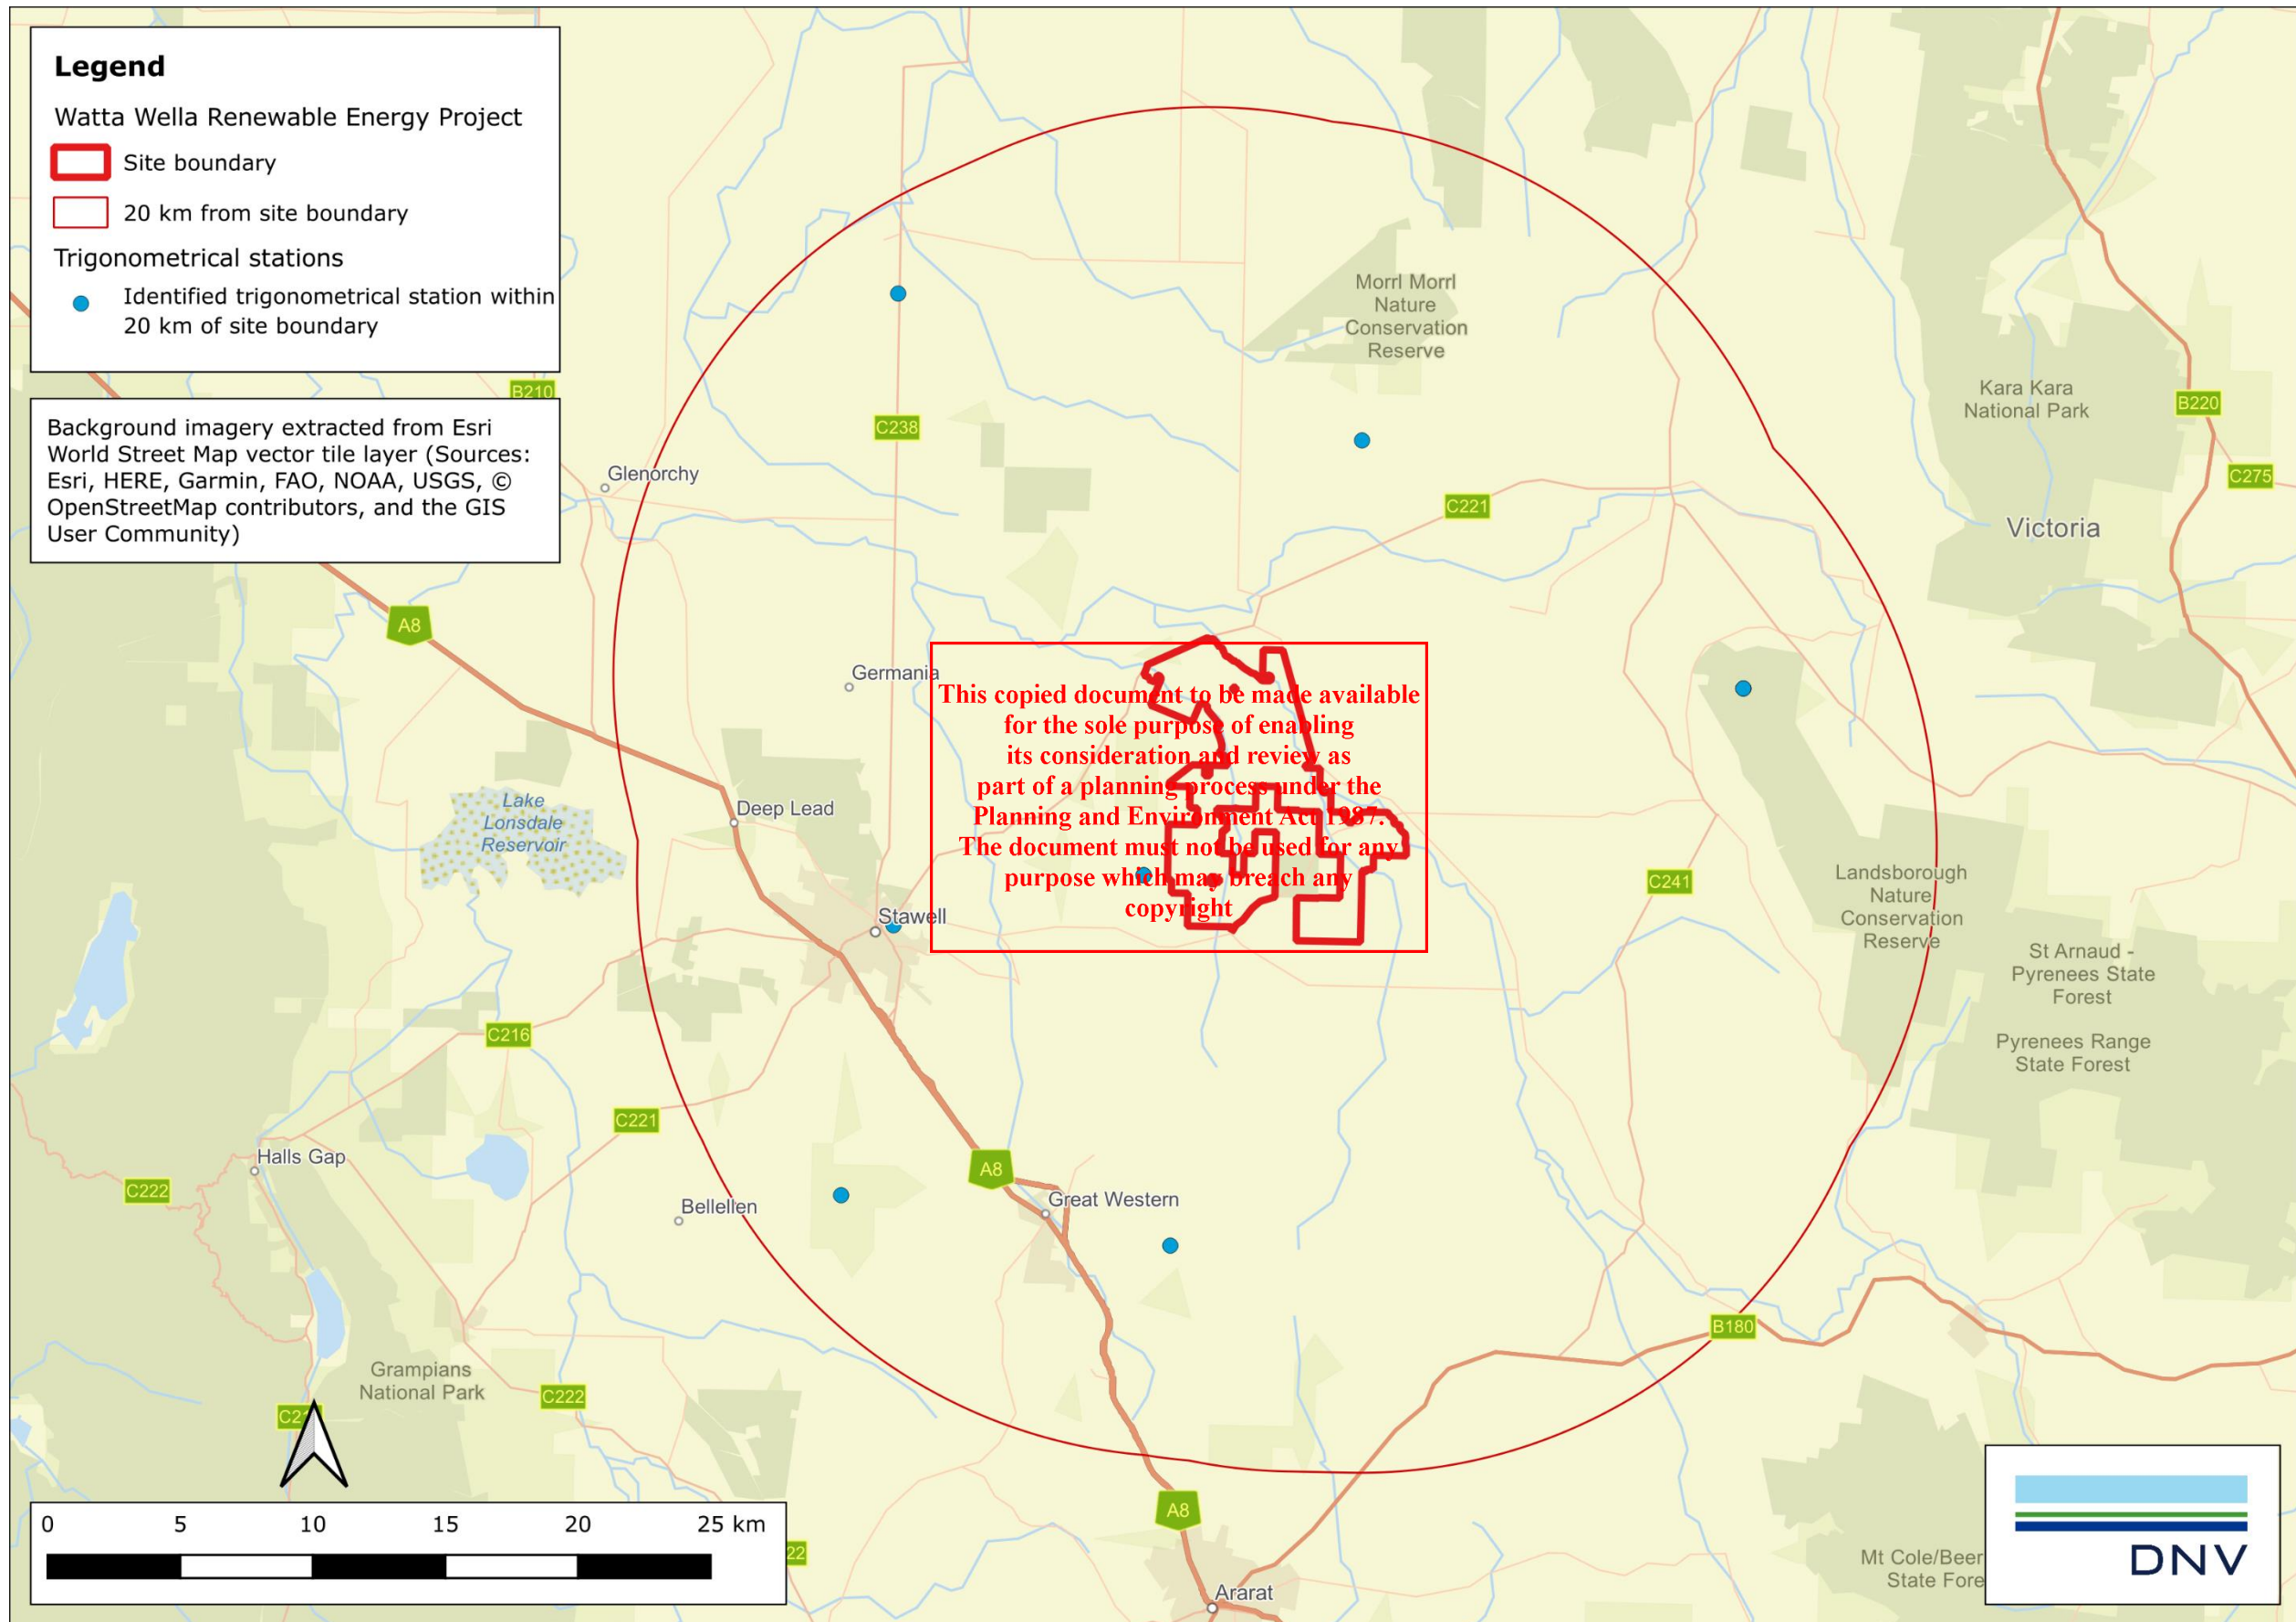 Legend
Watta Wella Renewable Energy Project
Site boundary
20 km from site boundary
Trigonometrical stations
Identified trigonometrical station within
20 km of site boundary
Background imagery extracted from Esri
World Street Map vector tile layer (Sources:
Esri, HERE, Garmin, FAO, NOAA, USGS, ©
OpenStreetMap contributors, and the GIS
User Community)
B210
C238
Morrl Morrl
Nature
Conservation
Reserve
Kara Kara
National Park
B220
C275
Glenorchy
C221
Victoria
A8
Germania
This copied document to be made available
for the sole purpose of enabling
its consideration and review as
part of a planning process under the
Planning and Environment Act 1987.
The document must not be used for any
purpose which may breach any
copyright
Lake
Lonsdale
Reservoir
Deep Lead
Stawell
C241
Landsborough
Nature
Conservation
Reserve
St Arnaud -
Pyrenees State
Forest
Pyrenees Range
State Forest
C216
C221
Halls Gap
C222
A8
Bellellen
Great Western
B180
Grampians
National Park
C222
C21
0 5 10 15 20 25 km
22
A8
Ararat
Mt Cole/Beer
State Fore
DNV